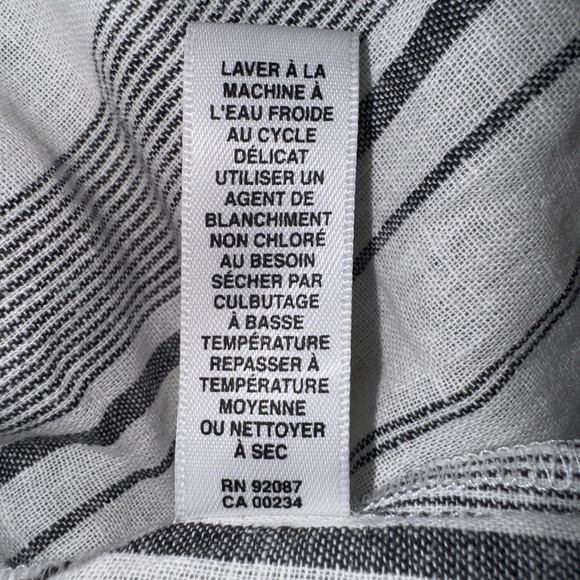 LAVER À LA
MACHINE À
L'EAU FROIDE
AU CYCLE
DÉLICAT
UTILISER UN
AGENT DE
BLANCHIMENT
NON CHLORÉ
AU BESOIN
SÉCHER PAR
CULBUTAGE
À BASSE
TEMPÉRATURE
REPASSER À
TEMPÉRATURE
MOYENNE
OU NETTOYER
À SEC
RN 92087
CA 00234